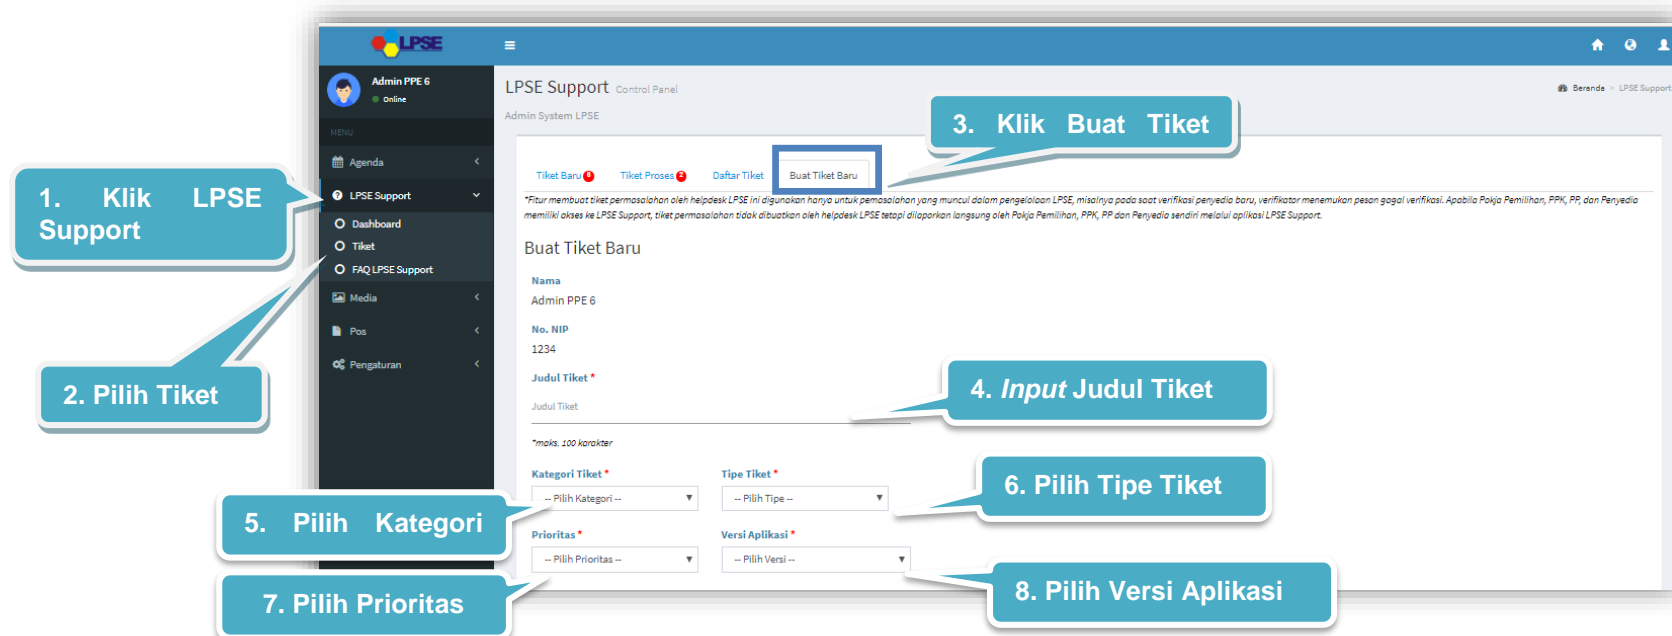 LPSE
Admin PPE 6
Online
MENU
Agenda
LPSE Support
Dashboard
Tiket
FAQ LPSE Support
Media
Pos
Pengaturan
LPSE Support Control Panel
Beranda > LPSE Support
Admin System LPSE
Tiket Baru Tiket Proses 2 Daftar Tiket Buat Tiket Baru
*Fitur membuat tiket permasalahan oleh helpdesk LPSE ini digunakan hanya untuk permasalahan yang muncul dalam pengelolaan LPSE, misalnya pada saat verifikasi penyedia baru, verifikator menemukan pesan gagal verifikasi. Apabila Pokja Pemilihan, PPK, PP, dan Penyedia
memiliki akses ke LPSE Support, tiket permasalahan tidak dibuatkan oleh helpdesk LPSE tetapi dilaporkan langsung oleh Pokja Pemilihan, PPK, PP dan Penyedia sendiri melalui aplikasi LPSE Support.
Buat Tiket Baru
Nama
Admin PPE 6
No. NIP
1234
Judul Tiket *
Judul Tiket
*maks. 100 karakter
Kategori Tiket * Tipe Tiket *
-- Pilih Kategori -- -- Pilih Tipe --
Prioritas * Versi Aplikasi *
-- Pilih Prioritas -- -- Pilih Versi --
1. Klik LPSE
Support
2. Pilih Tiket
3. Klik Buat Tiket
4. Input Judul Tiket
5. Pilih Kategori
6. Pilih Tipe Tiket
7. Pilih Prioritas
8. Pilih Versi Aplikasi